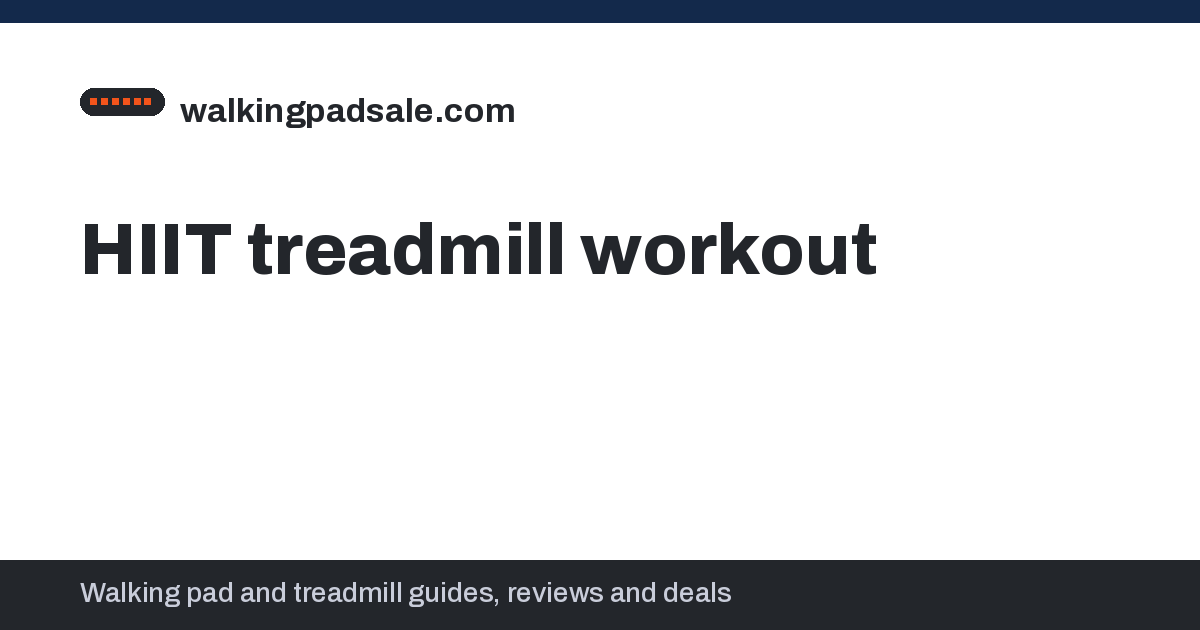 walkingpadsale.com
HIIT treadmill workout
Walking pad and treadmill guides, reviews and deals